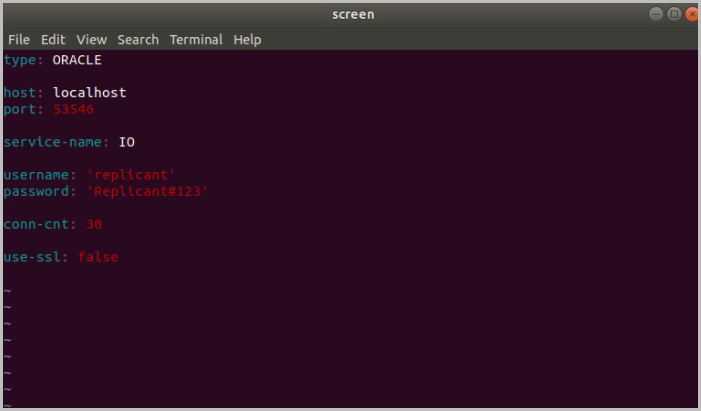 screen
File Edit View Search Terminal Help
type: ORACLE
host: localhost
port: 53546
service-name: IO
username: 'replicant'
password: 'Replicant#123'
conn-cnt: 30
use-ssl: false
~
~
~
~
~
~
~
~